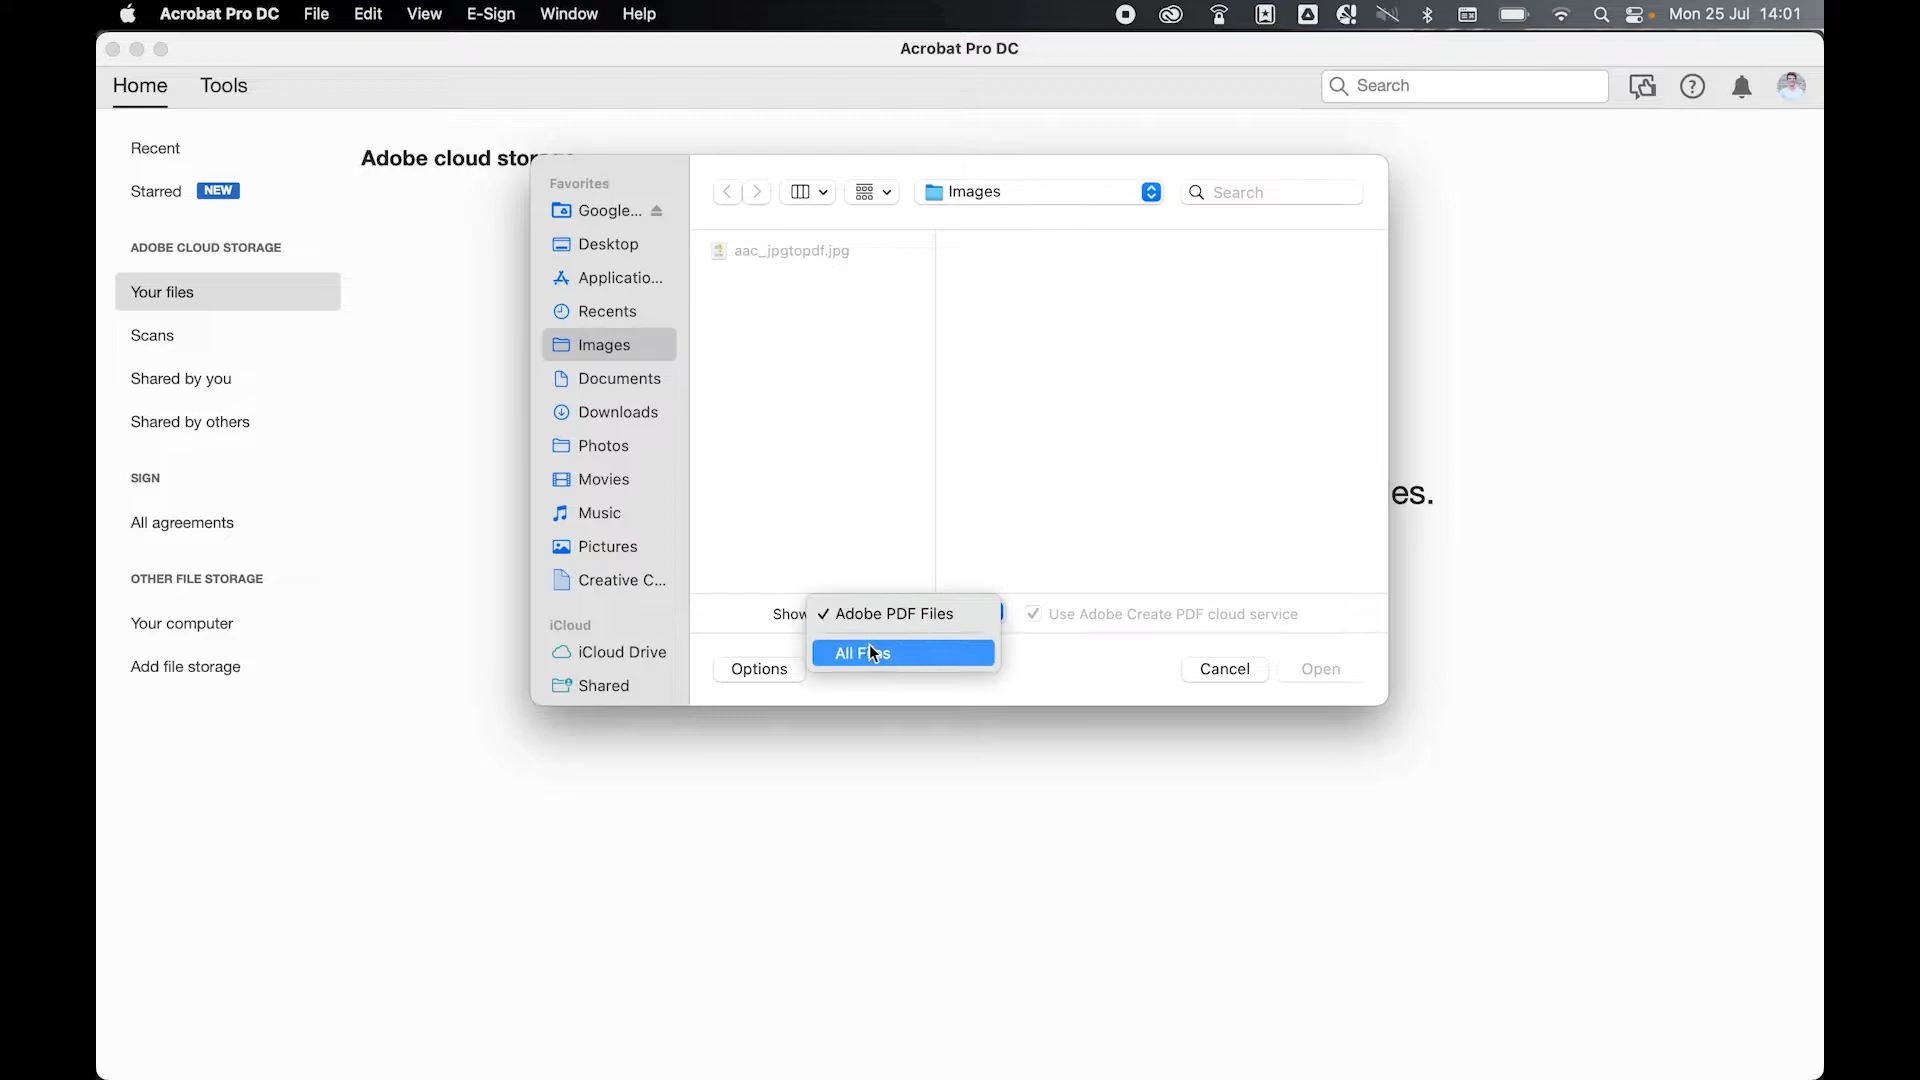 Acrobat Pro DC File Edit View E-Sign Window Help Mon 25 Jul 14:01
Acrobat Pro DC
Home Tools Search
Recent
Starred NEW
ADOBE CLOUD STORAGE
Your files
Scans
Shared by you
Shared by others
SIGN
All agreements
OTHER FILE STORAGE
Your computer
Add file storage
Adobe cloud
es.
Favorites
Google...
Desktop
Applicatio...
Recents
Images
Documents
Downloads
Photos
Movies
Music
Pictures
Creative C...
iCloud
iCloud Drive
Shared
Images Search
aac_jpgtopdf.jpg
Show Adobe PDF Files Use Adobe Create PDF cloud service
All Files
Options Cancel Open